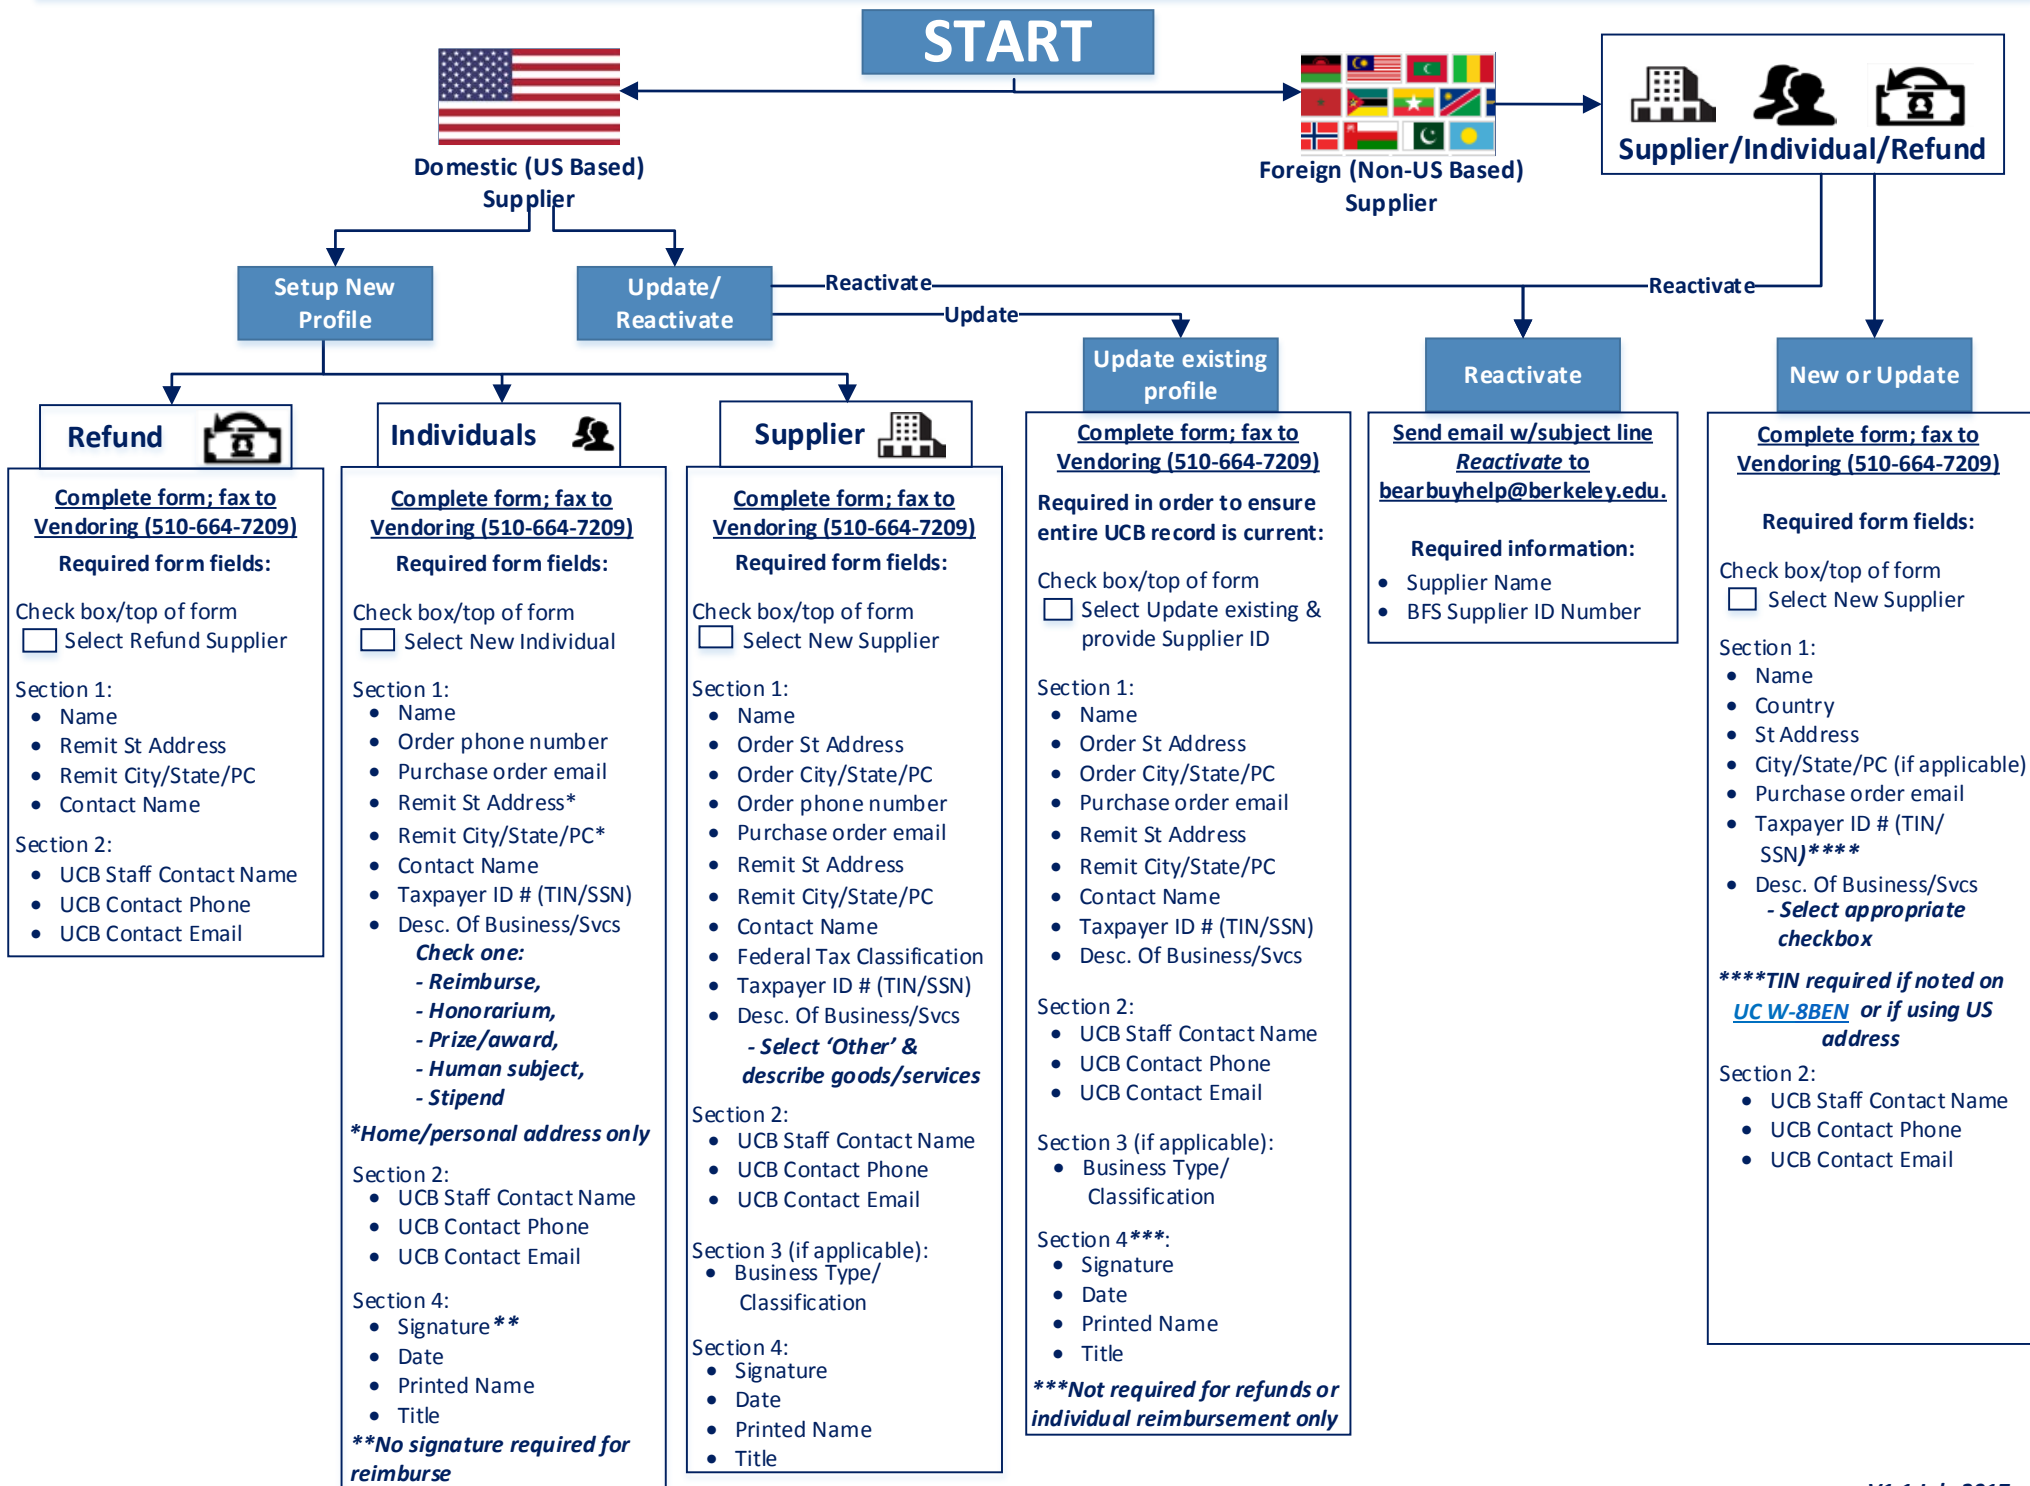 START
Domestic (US Based)
Supplier
Foreign (Non-US Based)
Supplier
Supplier/Individual/Refund
Setup New
Profile
Update/
Reactivate
Reactivate
Reactivate
Update
Update existing
profile
Reactivate
New or Update
Refund
Complete form; fax to
Vendoring (510-664-7209)
Required form fields:
Check box/top of form
Select Refund Supplier
Section 1:
• Name
• Remit St Address
• Remit City/State/PC
• Contact Name
Section 2:
• UCB Staff Contact Name
• UCB Contact Phone
• UCB Contact Email
Individuals
Complete form; fax to
Vendoring (510-664-7209)
Required form fields:
Check box/top of form
Select New Individual
Section 1:
• Name
• Order phone number
• Purchase order email
• Remit St Address*
• Remit City/State/PC*
• Contact Name
• Taxpayer ID # (TIN/SSN)
• Desc. Of Business/Svcs
Check one:
- Reimburse,
- Honorarium,
- Prize/award,
- Human subject,
- Stipend
*Home/personal address only
Section 2:
• UCB Staff Contact Name
• UCB Contact Phone
• UCB Contact Email
Section 4:
• Signature**
• Date
• Printed Name
• Title
**No signature required for
reimburse
Supplier
Complete form; fax to
Vendoring (510-664-7209)
Required form fields:
Check box/top of form
Select New Supplier
Section 1:
• Name
• Order St Address
• Order City/State/PC
• Order phone number
• Purchase order email
• Remit St Address
• Remit City/State/PC
• Contact Name
• Federal Tax Classification
• Taxpayer ID # (TIN/SSN)
• Desc. Of Business/Svcs
- Select ‘Other’ &
describe goods/services
Section 2:
• UCB Staff Contact Name
• UCB Contact Phone
• UCB Contact Email
Section 3 (if applicable):
• Business Type/
Classification
Section 4:
• Signature
• Date
• Printed Name
• Title
Complete form; fax to
Vendoring (510-664-7209)
Required in order to ensure
entire UCB record is current:
Check box/top of form
Select Update existing &
provide Supplier ID
Section 1:
• Name
• Order St Address
• Order City/State/PC
• Purchase order email
• Remit St Address
• Remit City/State/PC
• Contact Name
• Taxpayer ID # (TIN/SSN)
• Desc. Of Business/Svcs
Section 2:
• UCB Staff Contact Name
• UCB Contact Phone
• UCB Contact Email
Section 3 (if applicable):
• Business Type/
Classification
Section 4***:
• Signature
• Date
• Printed Name
• Title
***Not required for refunds or
individual reimbursement only
Send email w/subject line
Reactivate to
bearbuyhelp@berkeley.edu.
Required information:
• Supplier Name
• BFS Supplier ID Number
Complete form; fax to
Vendoring (510-664-7209)
Required form fields:
Check box/top of form
Select New Supplier
Section 1:
• Name
• Country
• St Address
• City/State/PC (if applicable)
• Purchase order email
• Taxpayer ID # (TIN/
SSN)****
• Desc. Of Business/Svcs
- Select appropriate
checkbox
****TIN required if noted on
UC W-8BEN or if using US
address
Section 2:
• UCB Staff Contact Name
• UCB Contact Phone
• UCB Contact Email